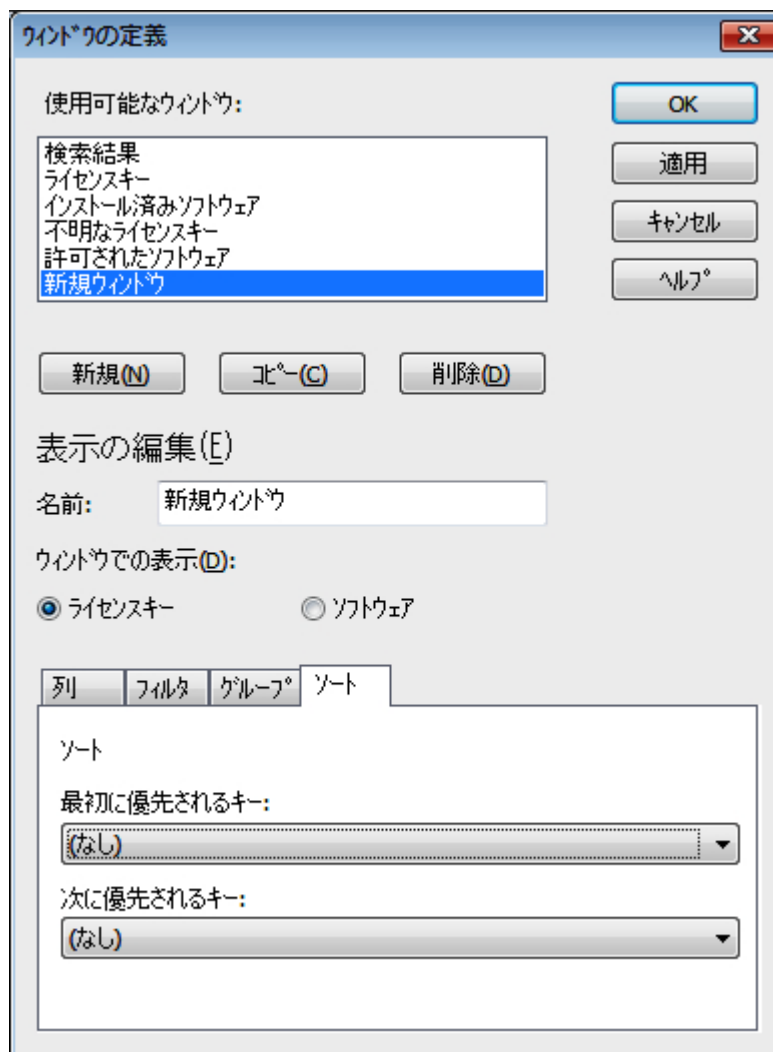 ウィンドウの定義
使用可能なウィンドウ:
OK
検索結果
ライセンスキー
インストール済みソフトウェア
不明なライセンスキー
許可されたソフトウェア
新規ウィンドウ
適用
キャンセル
ヘルプ
新規(N) コピー(C) 削除(D)
表示の編集(E)
名前: 新規ウィンドウ
ウィンドウでの表示(D):
ライセンスキー ソフトウェア
列 フィルタ グループ ソート
ソート
最初に優先されるキー:
(なし)
次に優先されるキー:
(なし)